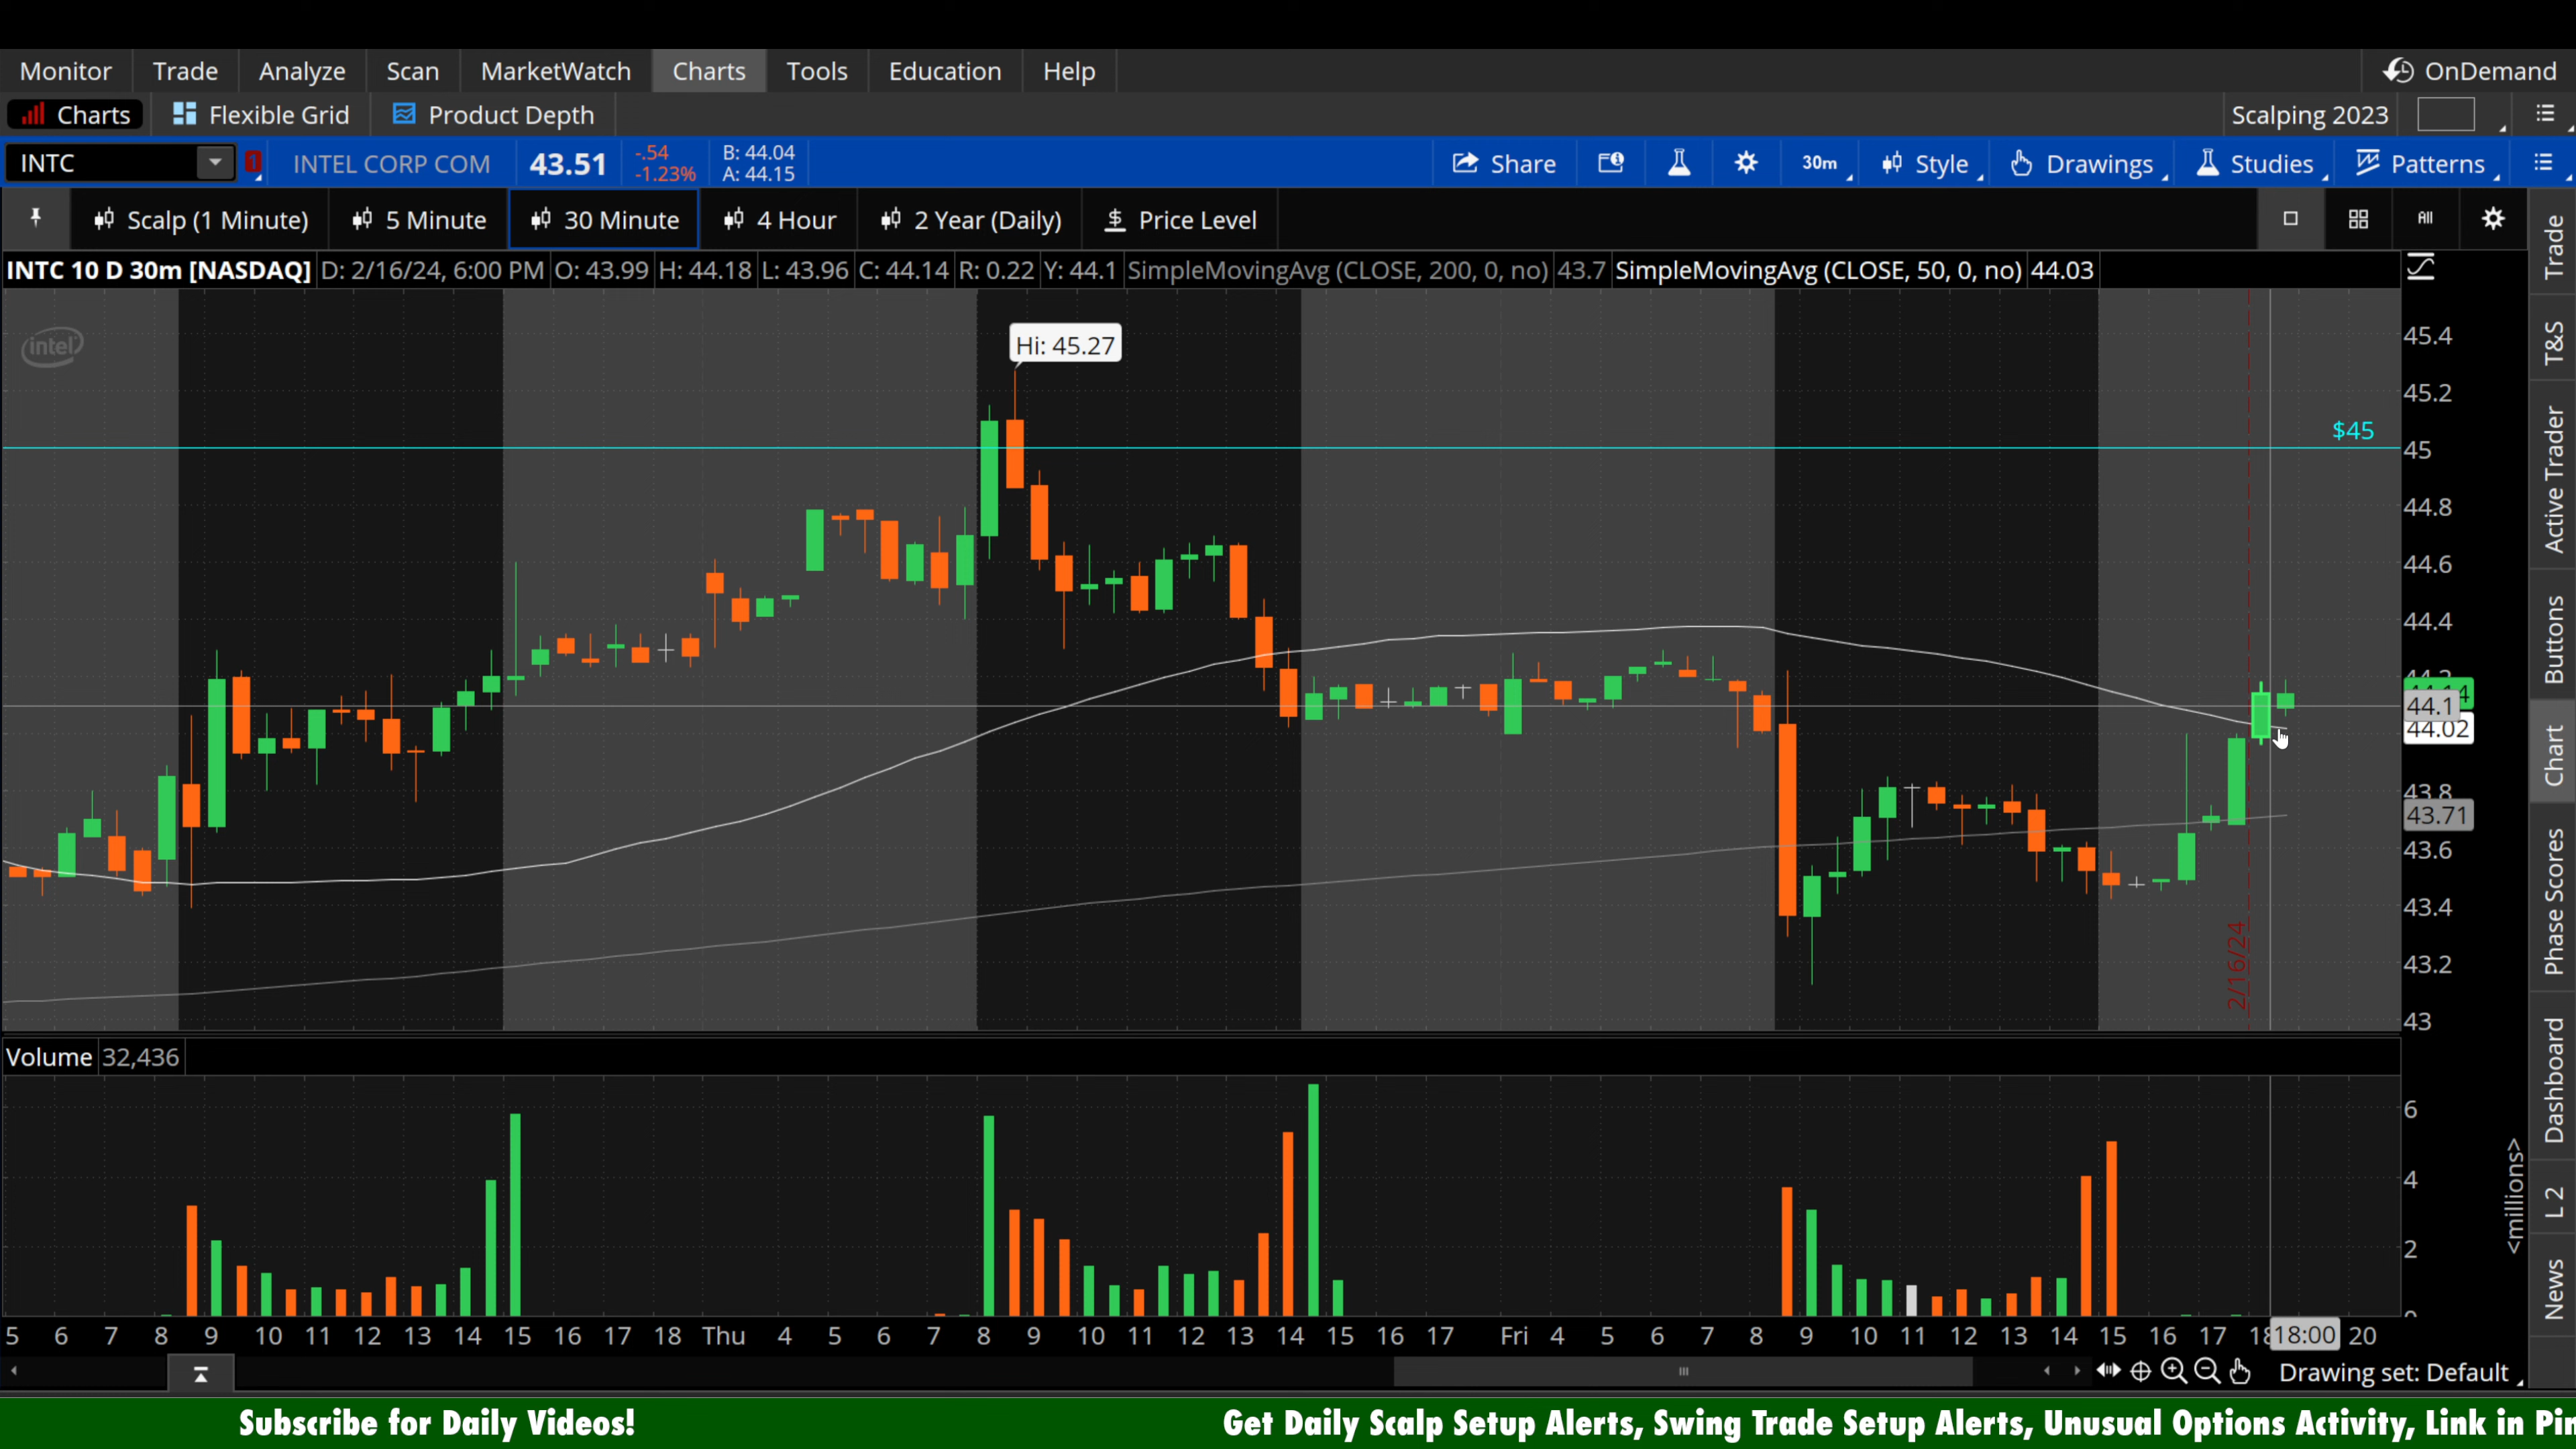 Monitor Trade Analyze Scan MarketWatch Charts Tools Education Help OnDemand
Charts Flexible Grid Product Depth Scalping 2023
INTC 1 INTEL CORP COM 43.51 -.54 B: 44.04 Share 30m Style Drawings Studies Patterns
-1.23% A: 44.15
Scalp (1 Minute) 5 Minute 30 Minute 4 Hour 2 Year (Daily) $ Price Level All
INTC 10 D 30m [NASDAQ] D: 2/16/24, 6:00 PM O: 43.99 H: 44.18 L: 43.96 C: 44.14 R: 0.22 Y: 44.1 SimpleMovingAvg (CLOSE, 200, 0, no) 43.7 SimpleMovingAvg (CLOSE, 50, 0, no) 44.03
intel
Hi: 45.27
$45
45.4
45.2
45
44.8
44.6
44.4
44.1
44.02
43.8
43.71
43.6
43.4
43.2
43
2/16/24
Volume 32,436
6
4
2
<millions>
5 6 7 8 9 10 11 12 13 14 15 16 17 18 Thu 4 5 6 7 8 9 10 11 12 13 14 15 16 17 Fri 4 5 6 7 8 9 10 11 12 13 14 15 16 17 18:00 20
Drawing set: Default
Trade
T&S
Active Trader
Buttons
Chart
Phase Scores
Dashboard
L 2
News
Subscribe for Daily Videos! Get Daily Scalp Setup Alerts, Swing Trade Setup Alerts, Unusual Options Activity, Link in